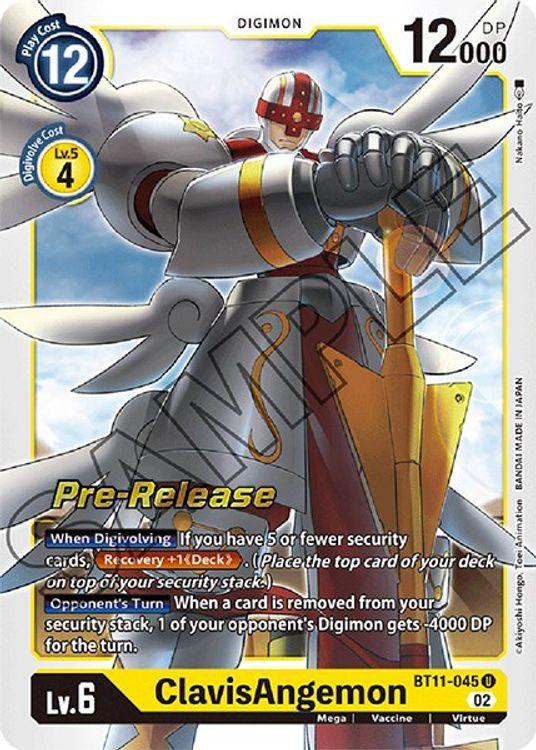 DIGIMON
Play Cost
12
12000
DP
Digivolve Cost
Lv.5
4
Nakano Haito
SAMPLE
©Akiyoshi Hongo, Toei Animation BANDAI MADE IN JAPAN
Pre-Release
When Digivolving If you have 5 or fewer security
cards, Recovery +1《Deck》. (Place the top card of your deck
on top of your security stack.)
Opponent's Turn When a card is removed from your
security stack, 1 of your opponent's Digimon gets -4000 DP
for the turn.
BT11-045 U
Lv.6 ClavisAngemon 02
Mega | Vaccine | Virtue